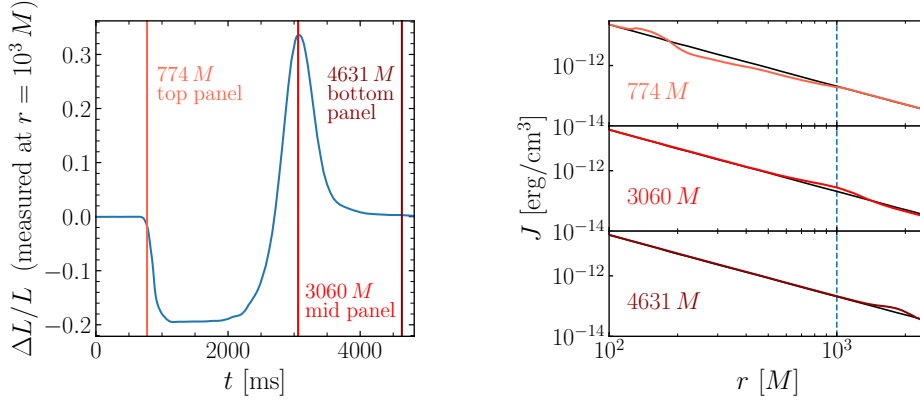 ΔL/L (measured at r = 10³ M)
0.3
0.2
0.1
0.0
−0.1
−0.2
0
2000
4000
t [ms]
774 M
top panel
4631 M
bottom
panel
3060 M
mid panel
J [erg/cm³]
10⁻¹²
10⁻¹⁴
774 M
10⁻¹²
10⁻¹⁴
3060 M
10⁻¹²
10⁻¹⁴
4631 M
10²
10³
r [M]